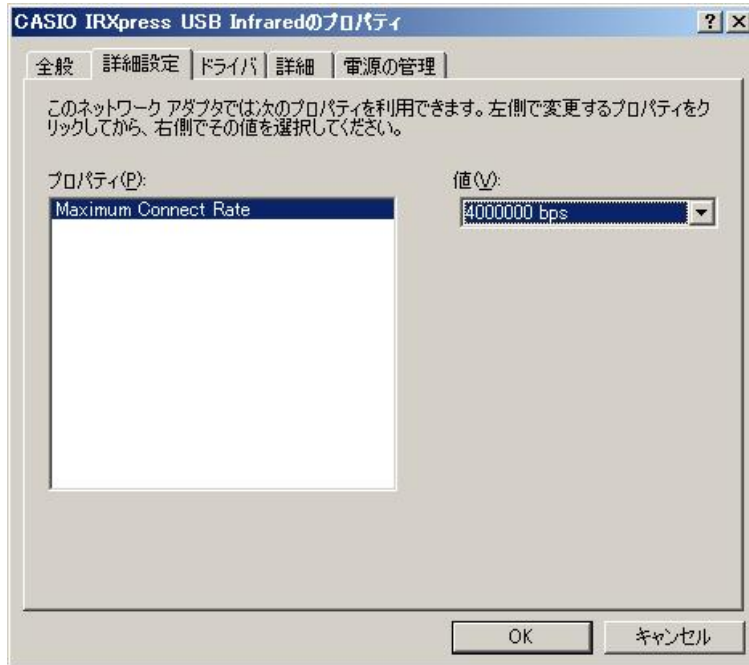 CASIO IRXpress USB Infraredのプロパティ
全般 詳細設定 ドライバ 詳細 電源の管理
このネットワーク アダプタでは次のプロパティを利用できます。左側で変更するプロパティをク
リックしてから、右側でその値を選択してください。
プロパティ(P):
値(V):
Maximum Connect Rate
4000000 bps
OK
キャンセル